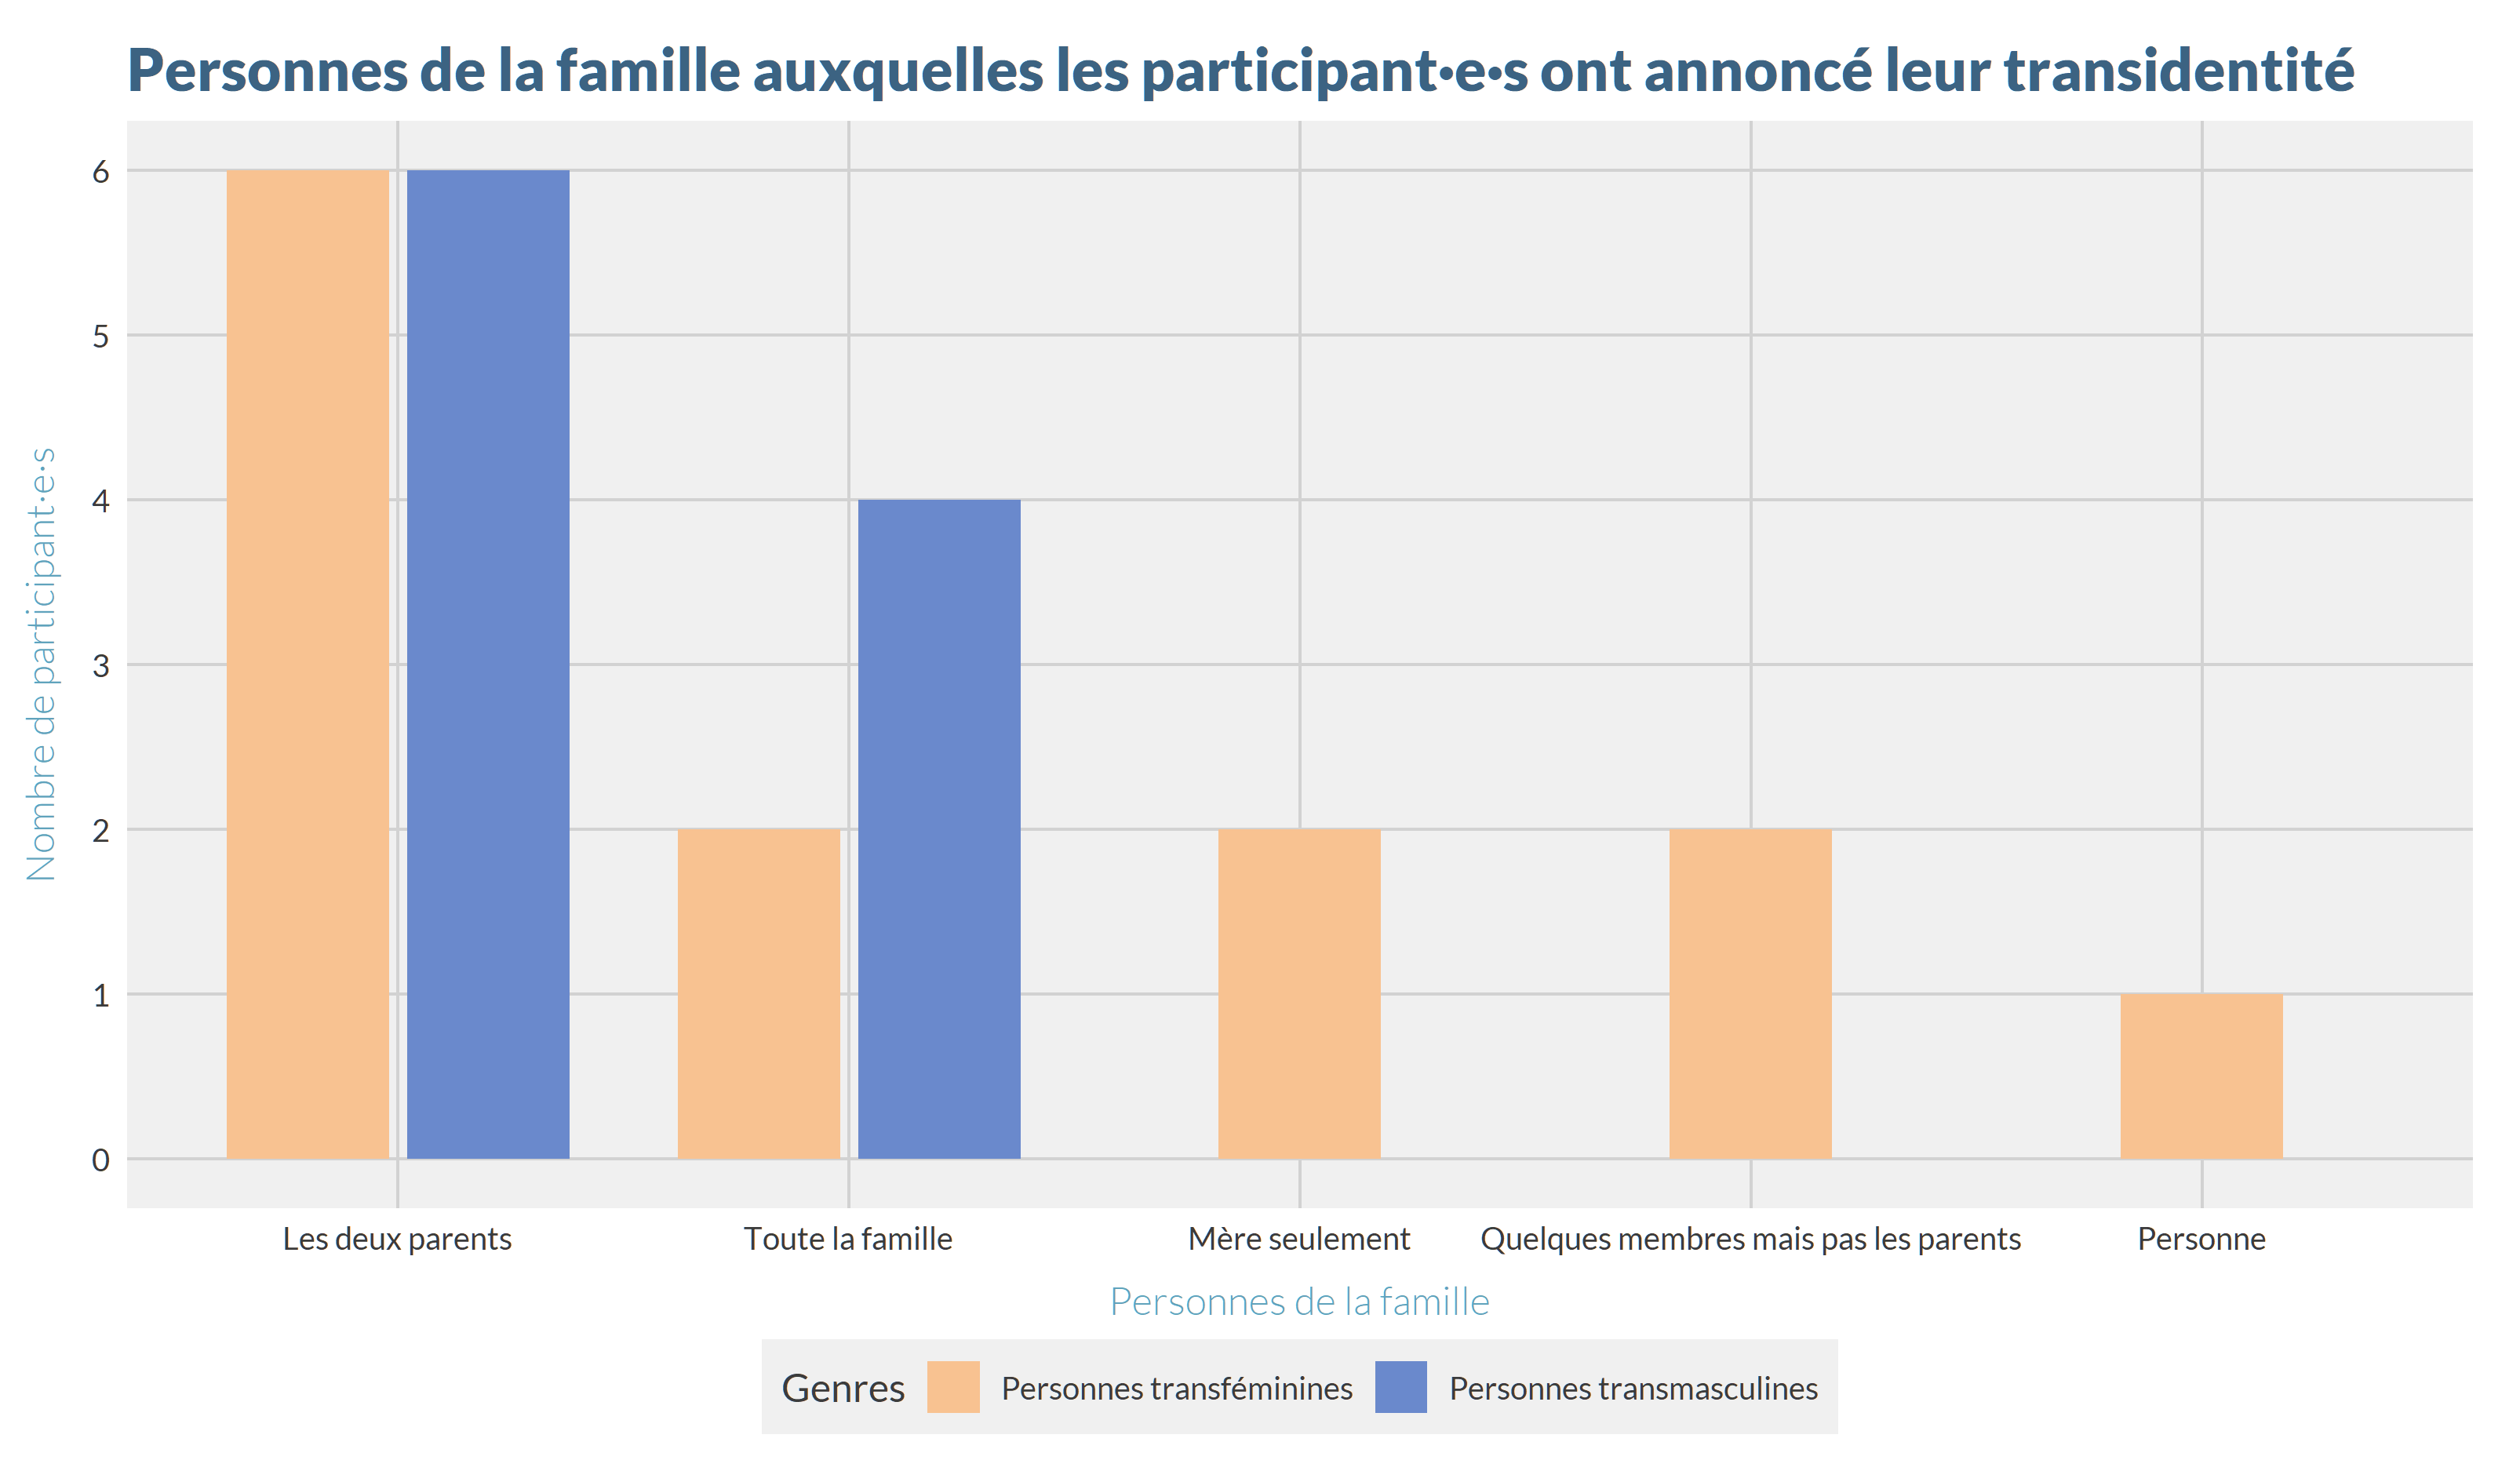 Personnes de la famille auxquelles les participant·e·s ont annoncé leur transidentité
Nombre de participant·e·s
6
5
4
3
2
1
0
Les deux parents
Toute la famille
Mère seulement
Quelques membres mais pas les parents
Personne
Personnes de la famille
Genres
Personnes transféminines
Personnes transmasculines